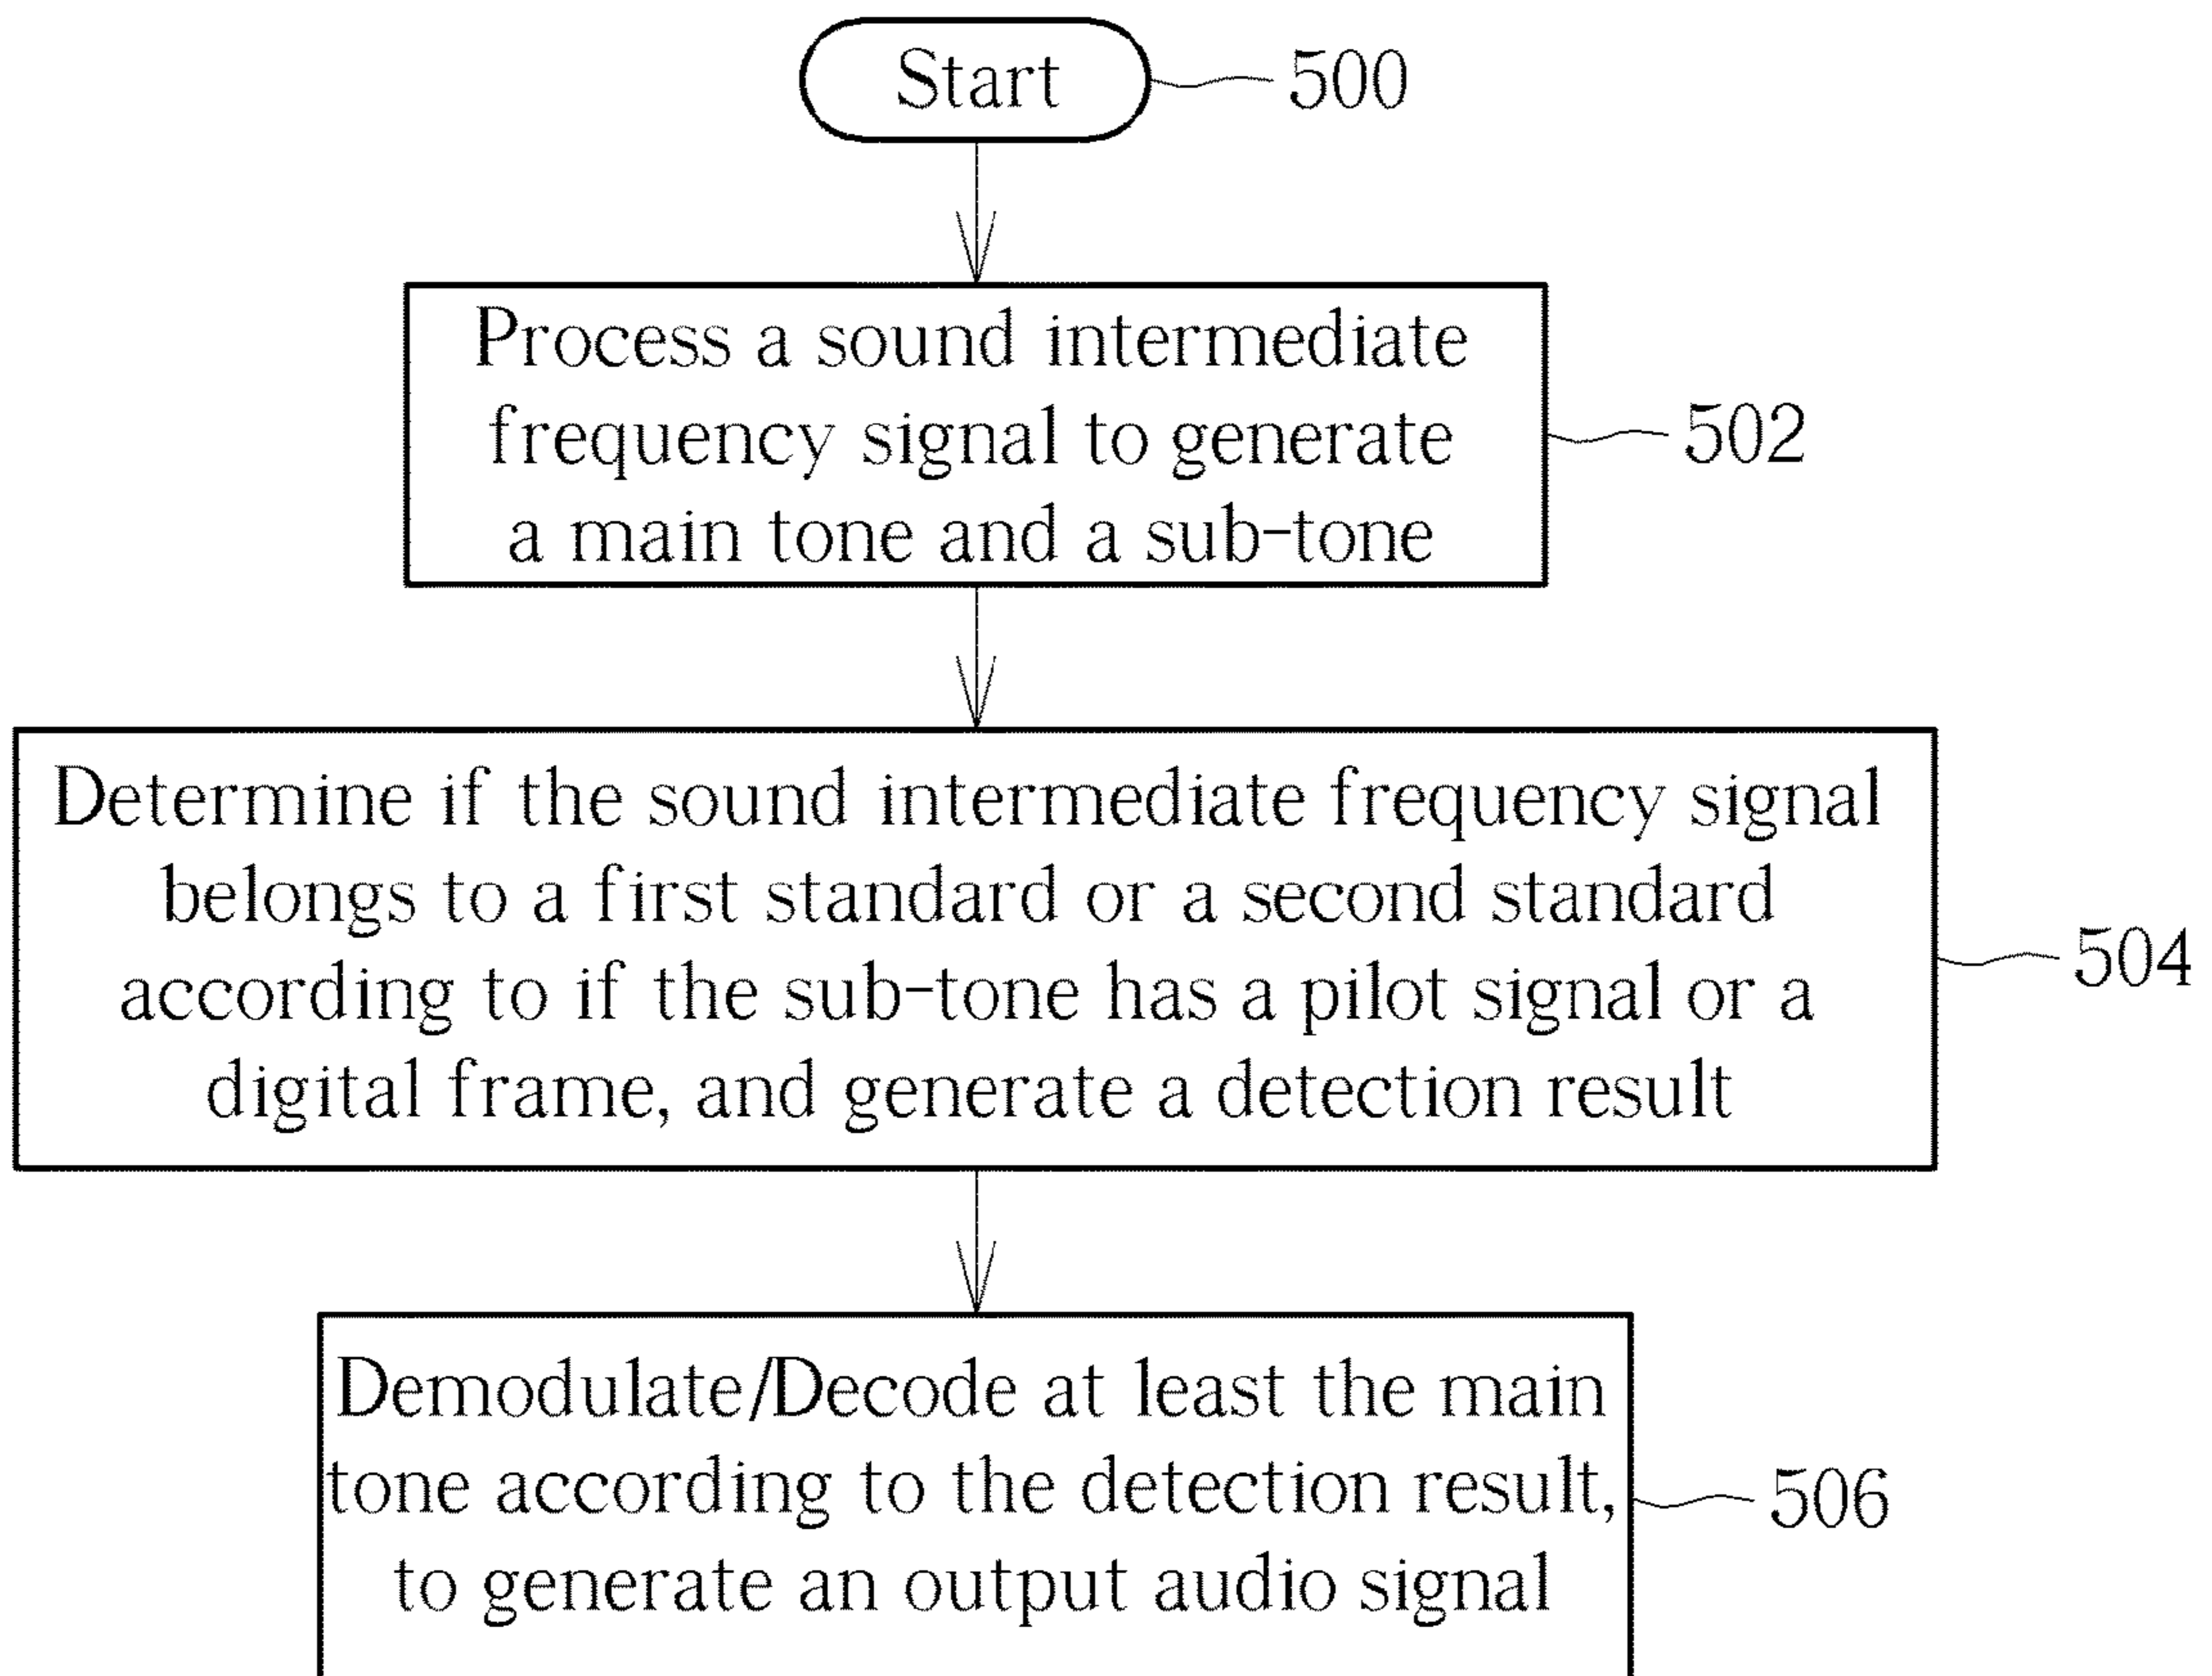 Start
500
Process a sound intermediate
frequency signal to generate
a main tone and a sub-tone
502
Determine if the sound intermediate frequency signal
belongs to a first standard or a second standard
according to if the sub-tone has a pilot signal or a
digital frame, and generate a detection result
504
Demodulate/Decode at least the main
tone according to the detection result,
to generate an output audio signal
506